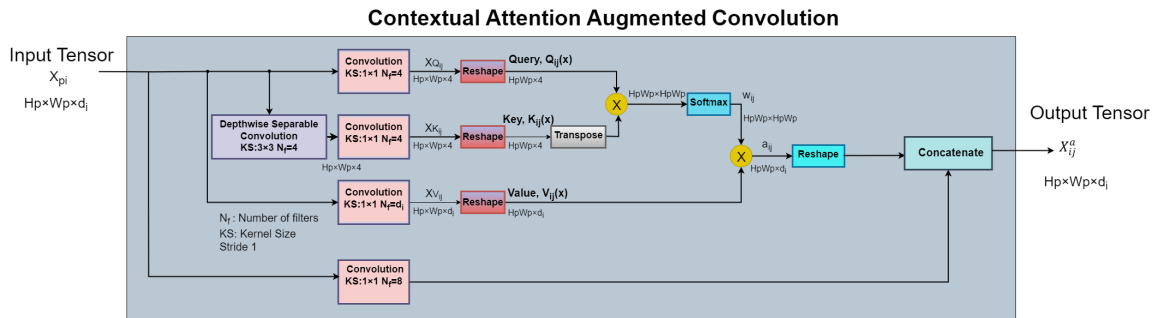 Contextual Attention Augmented Convolution
Input Tensor
Xpi
Hp×Wp×di
Convolution
KS:1×1 Nf=4
XQij
Hp×Wp×4
Reshape
Query, Qij(x)
HpWp×4
X
HpWp×HpWp
Softmax
wij
HpWp×HpWp
Depthwise Separable
Convolution
KS:3×3 Nf=4
Hp×Wp×4
Convolution
KS:1×1 Nf=4
XKij
Hp×Wp×4
Reshape
Key, Kij(x)
HpWp×4
Transpose
X
aij
HpWp×di
Reshape
Concatenate
Output Tensor
Xᵃij
Hp×Wp×di
Convolution
KS:1×1 Nf=di
XVij
Hp×Wp×di
Reshape
Value, Vij(x)
HpWp×di
Nf : Number of filters
KS: Kernel Size
Stride 1
Convolution
KS:1×1 Nf=8